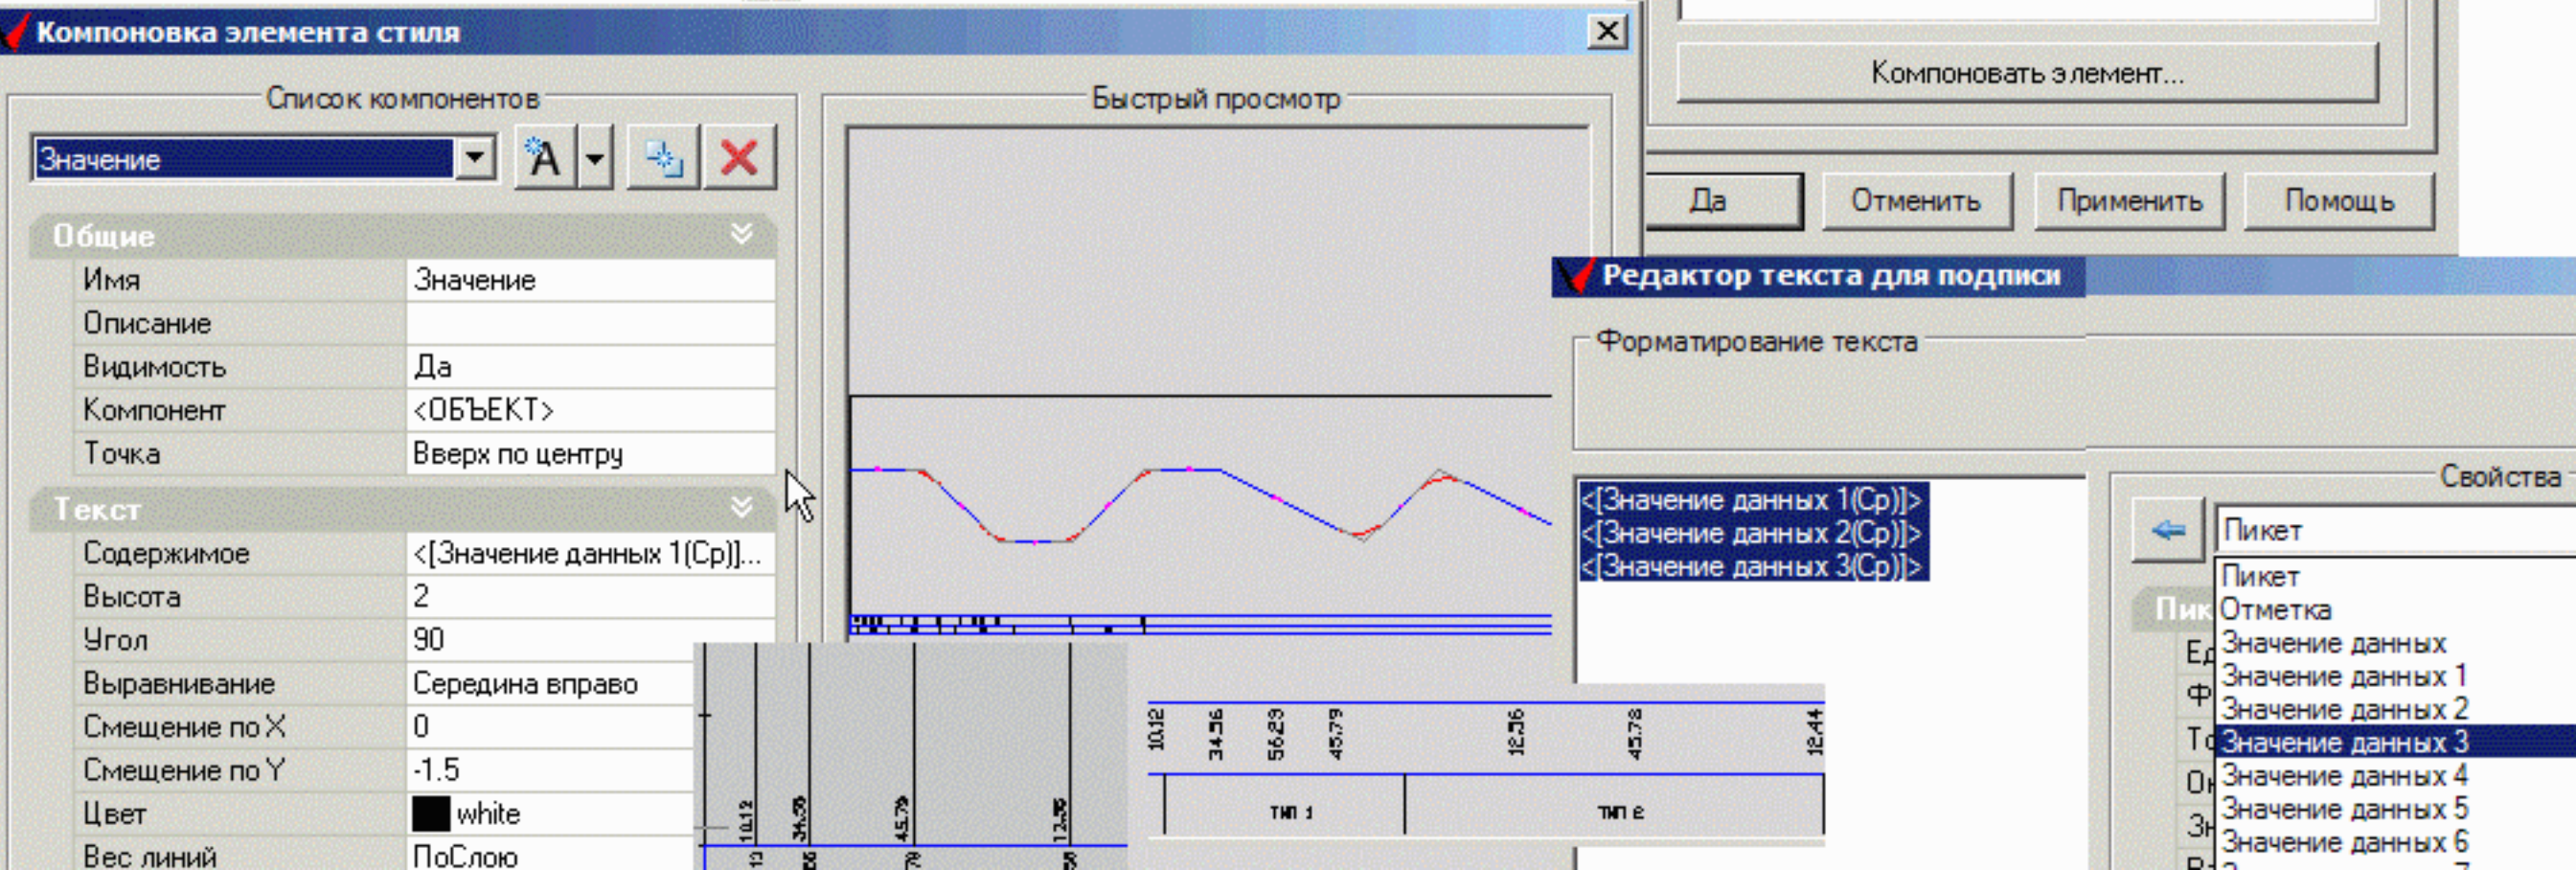 Компоновка элемента стиля
Список компонентов
Значение
Общие
Имя Значение
Описание
Видимость Да
Компонент <ОБЪЕКТ>
Точка Вверх по центру
Текст
Содержимое <[Значение данных 1(Ср)]...
Высота 2
Угол 90
Выравнивание Середина вправо
Смещение по X 0
Смещение по Y -1.5
Цвет white
Вес линий ПоСлою
Быстрый просмотр
10.12
45.79
10.12 34.56 56.23 45.79 12.56 45.78 12.44
ТИП 1 ТИП 2
Компоновать элемент...
Да Отменить Применить Помощь
Редактор текста для подписи
Форматирование текста
<[Значение данных 1(Ср)]>
<[Значение данных 2(Ср)]>
<[Значение данных 3(Ср)]>
Свойства
Пикет
Пикет
Отметка
Значение данных
Значение данных 1
Значение данных 2
Значение данных 3
Значение данных 4
Значение данных 5
Значение данных 6